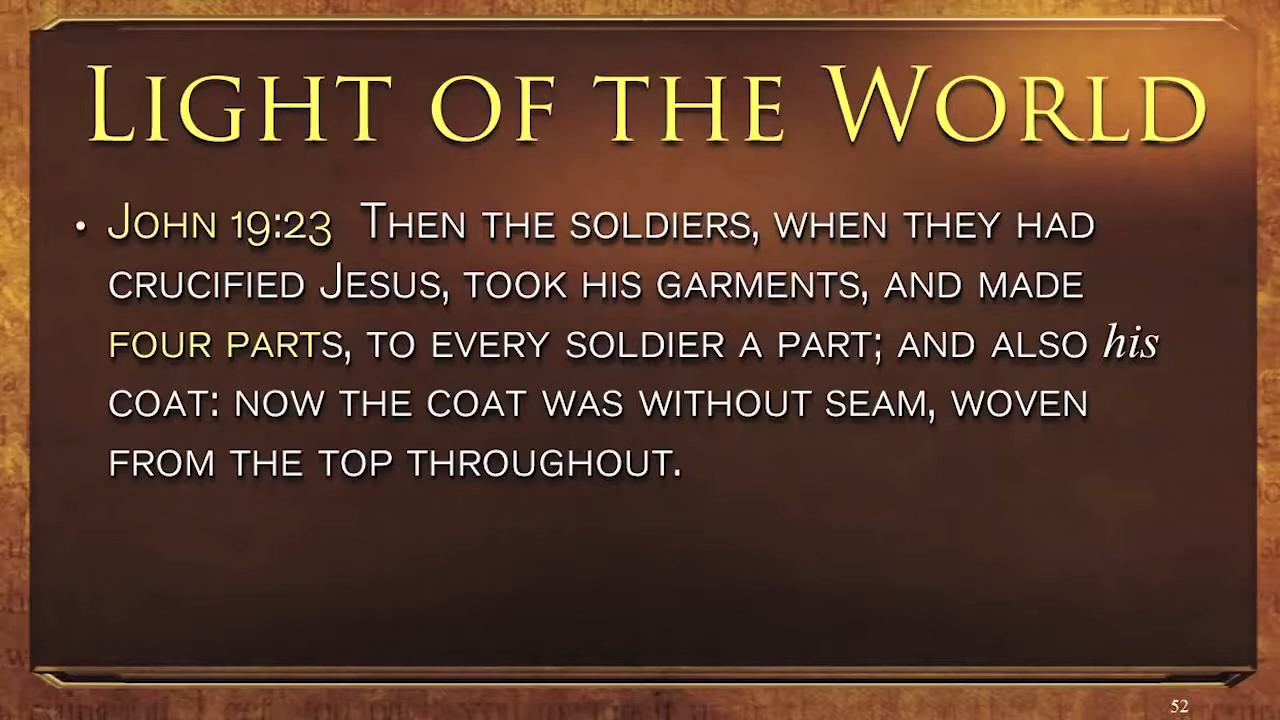 Light of the World
• John 19:23 Then the soldiers, when they had
crucified Jesus, took his garments, and made
four parts, to every soldier a part; and also his
coat: now the coat was without seam, woven
from the top throughout.
52